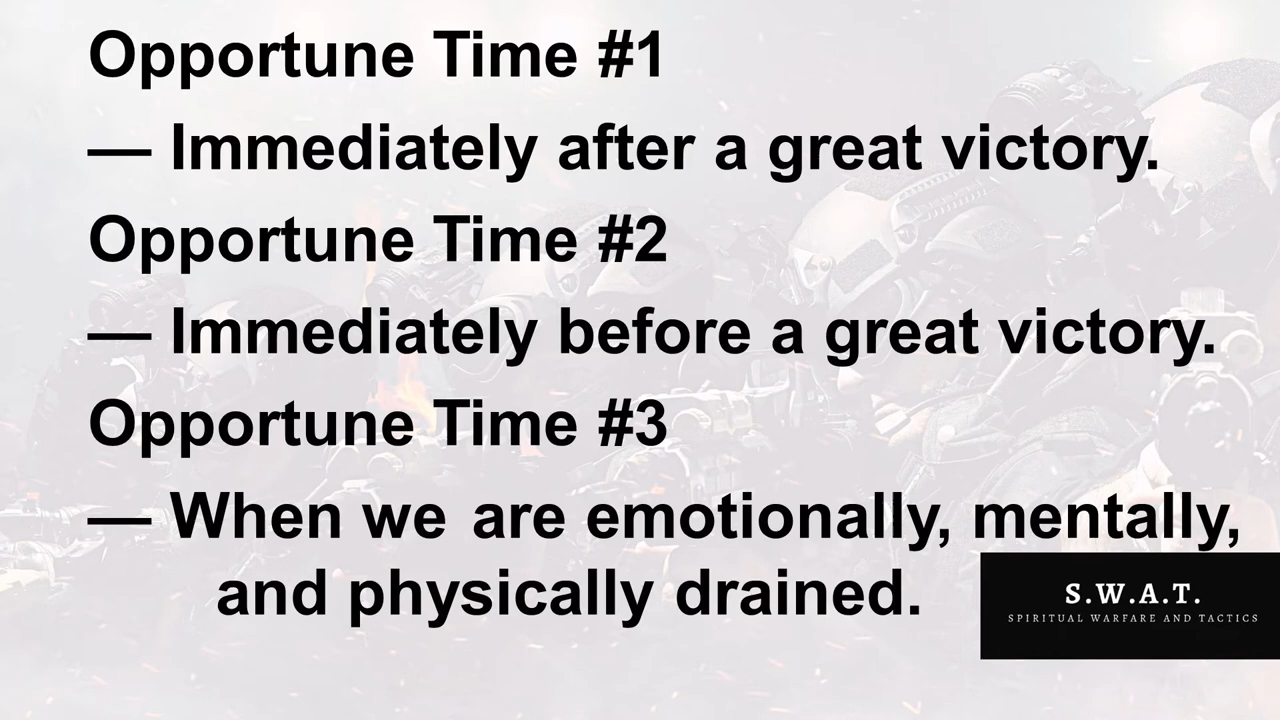 Opportune Time #1
— Immediately after a great victory.
Opportune Time #2
— Immediately before a great victory.
Opportune Time #3
— When we are emotionally, mentally,
and physically drained.
S.W.A.T.
SPIRITUAL WARFARE AND TACTICS